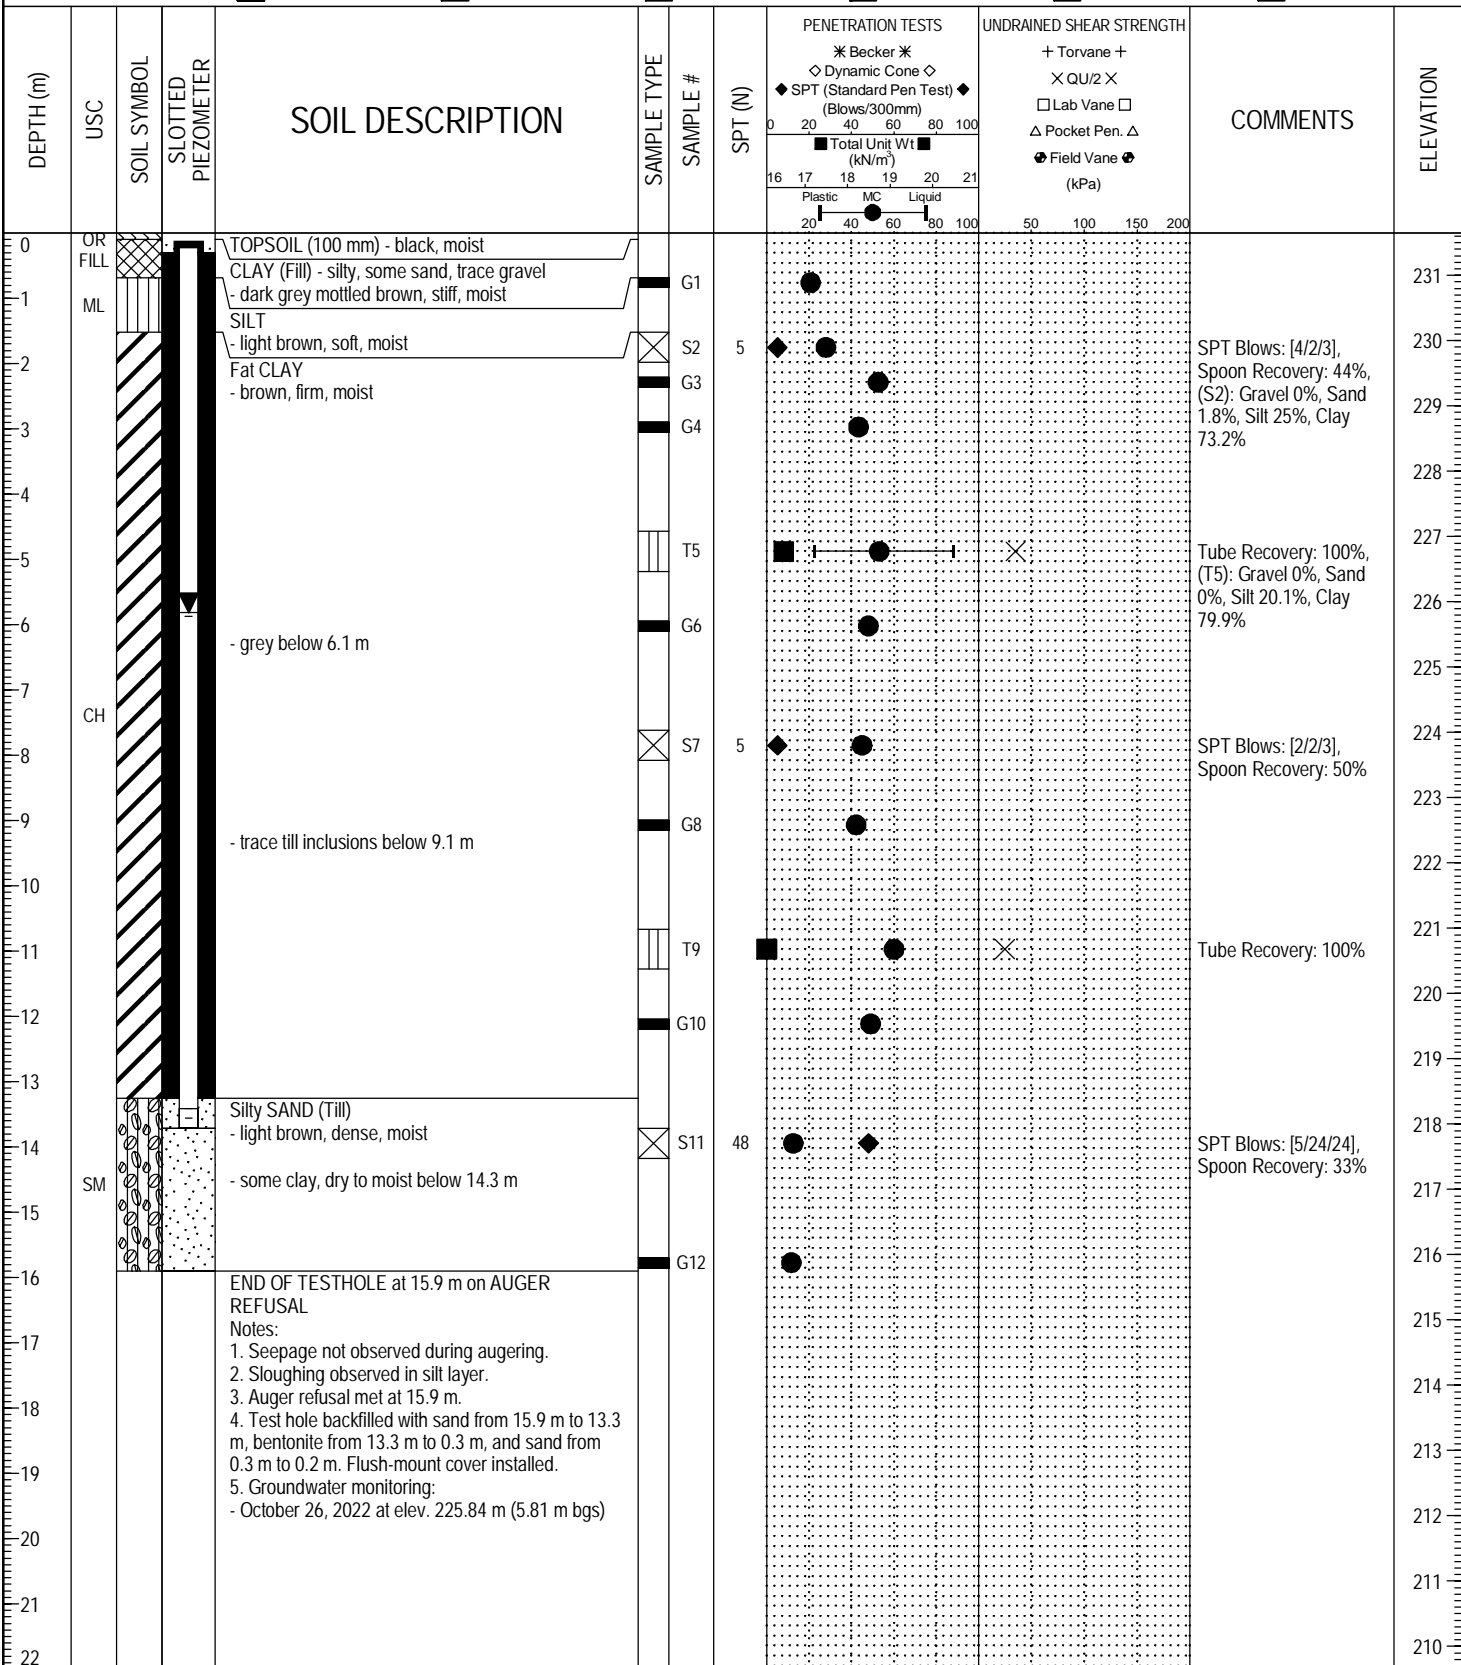 DEPTH (m)
USC
SOIL SYMBOL
SLOTTED
PIEZOMETER
SOIL DESCRIPTION
SAMPLE TYPE
SAMPLE #
SPT (N)
PENETRATION TESTS
✳ Becker ✳
◇ Dynamic Cone ◇
◆ SPT (Standard Pen Test) ◆
(Blows/300mm)
0 20 40 60 80 100
■ Total Unit Wt ■
(kN/m³)
16 17 18 19 20 21
Plastic MC Liquid
20 40 60 80 100
UNDRAINED SHEAR STRENGTH
+ Torvane +
× QU/2 ×
□ Lab Vane □
△ Pocket Pen. △
Field Vane
(kPa)
50 100 150 200
COMMENTS
ELEVATION
0
OR
FILL
TOPSOIL (100 mm) - black, moist
CLAY (Fill) - silty, some sand, trace gravel
- dark grey mottled brown, stiff, moist
G1
231
1
ML
SILT
- light brown, soft, moist
S2
5
SPT Blows: [4/2/3],
Spoon Recovery: 44%,
(S2): Gravel 0%, Sand
1.8%, Silt 25%, Clay
73.2%
230
2
Fat CLAY
- brown, firm, moist
G3
229
3
G4
228
4
227
T5
Tube Recovery: 100%,
(T5): Gravel 0%, Sand
0%, Silt 20.1%, Clay
79.9%
5
226
6
G6
- grey below 6.1 m
225
7
CH
224
S7
5
SPT Blows: [2/2/3],
Spoon Recovery: 50%
8
223
9
G8
- trace till inclusions below 9.1 m
222
10
221
11
T9
Tube Recovery: 100%
220
12
G10
219
13
Silty SAND (Till)
- light brown, dense, moist
218
14
S11
48
SPT Blows: [5/24/24],
Spoon Recovery: 33%
SM
- some clay, dry to moist below 14.3 m
217
15
216
G12
16
END OF TESTHOLE at 15.9 m on AUGER
REFUSAL
Notes:
1. Seepage not observed during augering.
2. Sloughing observed in silt layer.
3. Auger refusal met at 15.9 m.
4. Test hole backfilled with sand from 15.9 m to 13.3
m, bentonite from 13.3 m to 0.3 m, and sand from
0.3 m to 0.2 m. Flush-mount cover installed.
5. Groundwater monitoring:
- October 26, 2022 at elev. 225.84 m (5.81 m bgs)
215
17
214
18
213
19
212
20
211
21
210
22